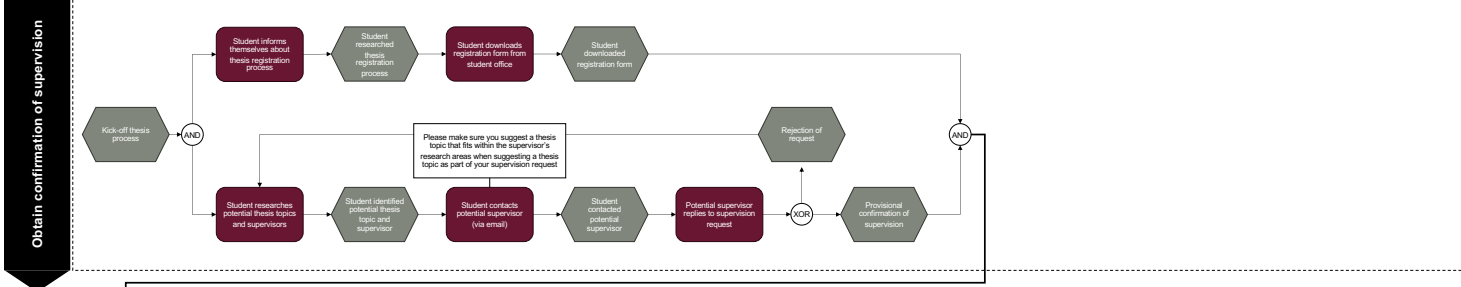 Obtain confirmation of supervision
Student informs
themselves about
thesis registration
process
Student
researched
thesis
registration
process
Student downloads
registration form from
student office
Student
downloaded
registration form
Kick-off thesis
process
AND
Please make sure you suggest a thesis
topic that fits within the supervisor's
research areas when suggesting a thesis
topic as part of your supervision request
Rejection of
request
AND
Student researches
potential thesis topics
and supervisors
Student identified
potential thesis
topic and
supervisor
Student contacts
potential supervisor
(via email)
Student
contacted
potential
supervisor
Potential supervisor
replies to supervision
request
XOR
Provisional
confirmation of
supervision